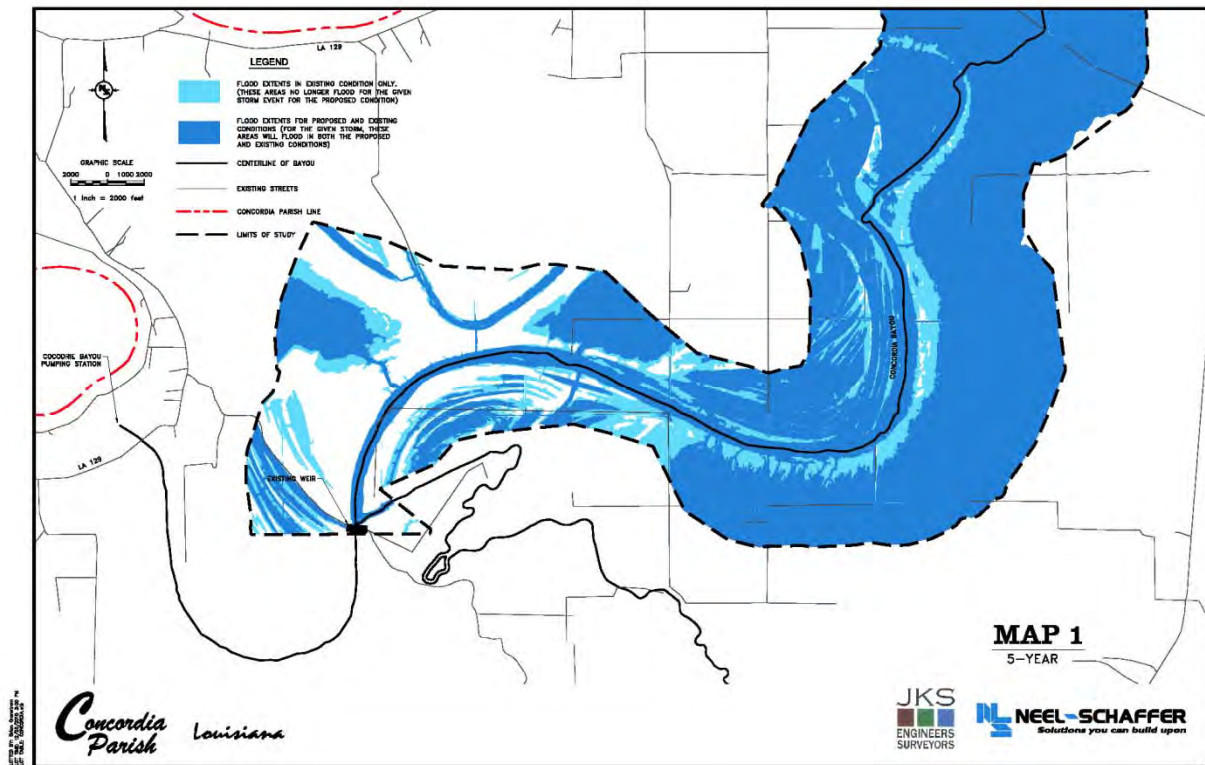 LA 129
LEGEND
FLOOD EXTENTS IN EXISTING CONDITION ONLY.
(THESE AREAS NO LONGER FLOOD FOR THE GIVEN
STORM EVENT FOR THE PROPOSED CONDITION)
FLOOD EXTENTS FOR PROPOSED AND EXISTING
CONDITIONS (FOR THE GIVEN STORM, THESE
AREAS WILL FLOOD IN BOTH THE PROPOSED
AND EXISTING CONDITIONS)
CENTERLINE OF BAYOU
EXISTING STREETS
CONCORDIA PARISH LINE
LIMITS OF STUDY
GRAPHIC SCALE
2000 0 1000 2000
1 inch = 2000 feet
COCODRIE BAYOU
PUMPING STATION
CONCORDIA BAYOU
LA 129
EXISTING WEIR
MAP 1
5-YEAR
Concordia
Parish
Louisiana
JKS
ENGINEERS
SURVEYORS
NEEL-SCHAFFER
Solutions you can build upon